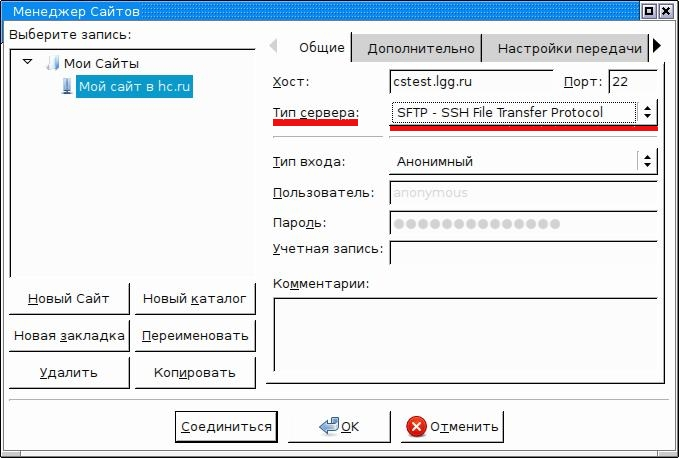 Менеджер Сайтов
Выберите запись:
Мои Сайты
Мой сайт в hc.ru
Новый Сайт
Новый каталог
Новая закладка
Переименовать
Удалить
Копировать
Общие
Дополнительно
Настройки передачи
Хост:
cstest.lgg.ru
Порт:
22
Тип сервера:
SFTP - SSH File Transfer Protocol
Тип входа:
Анонимный
Пользователь:
anonymous
Пароль:
Учетная запись:
Комментарии:
Соединиться
OK
Отменить